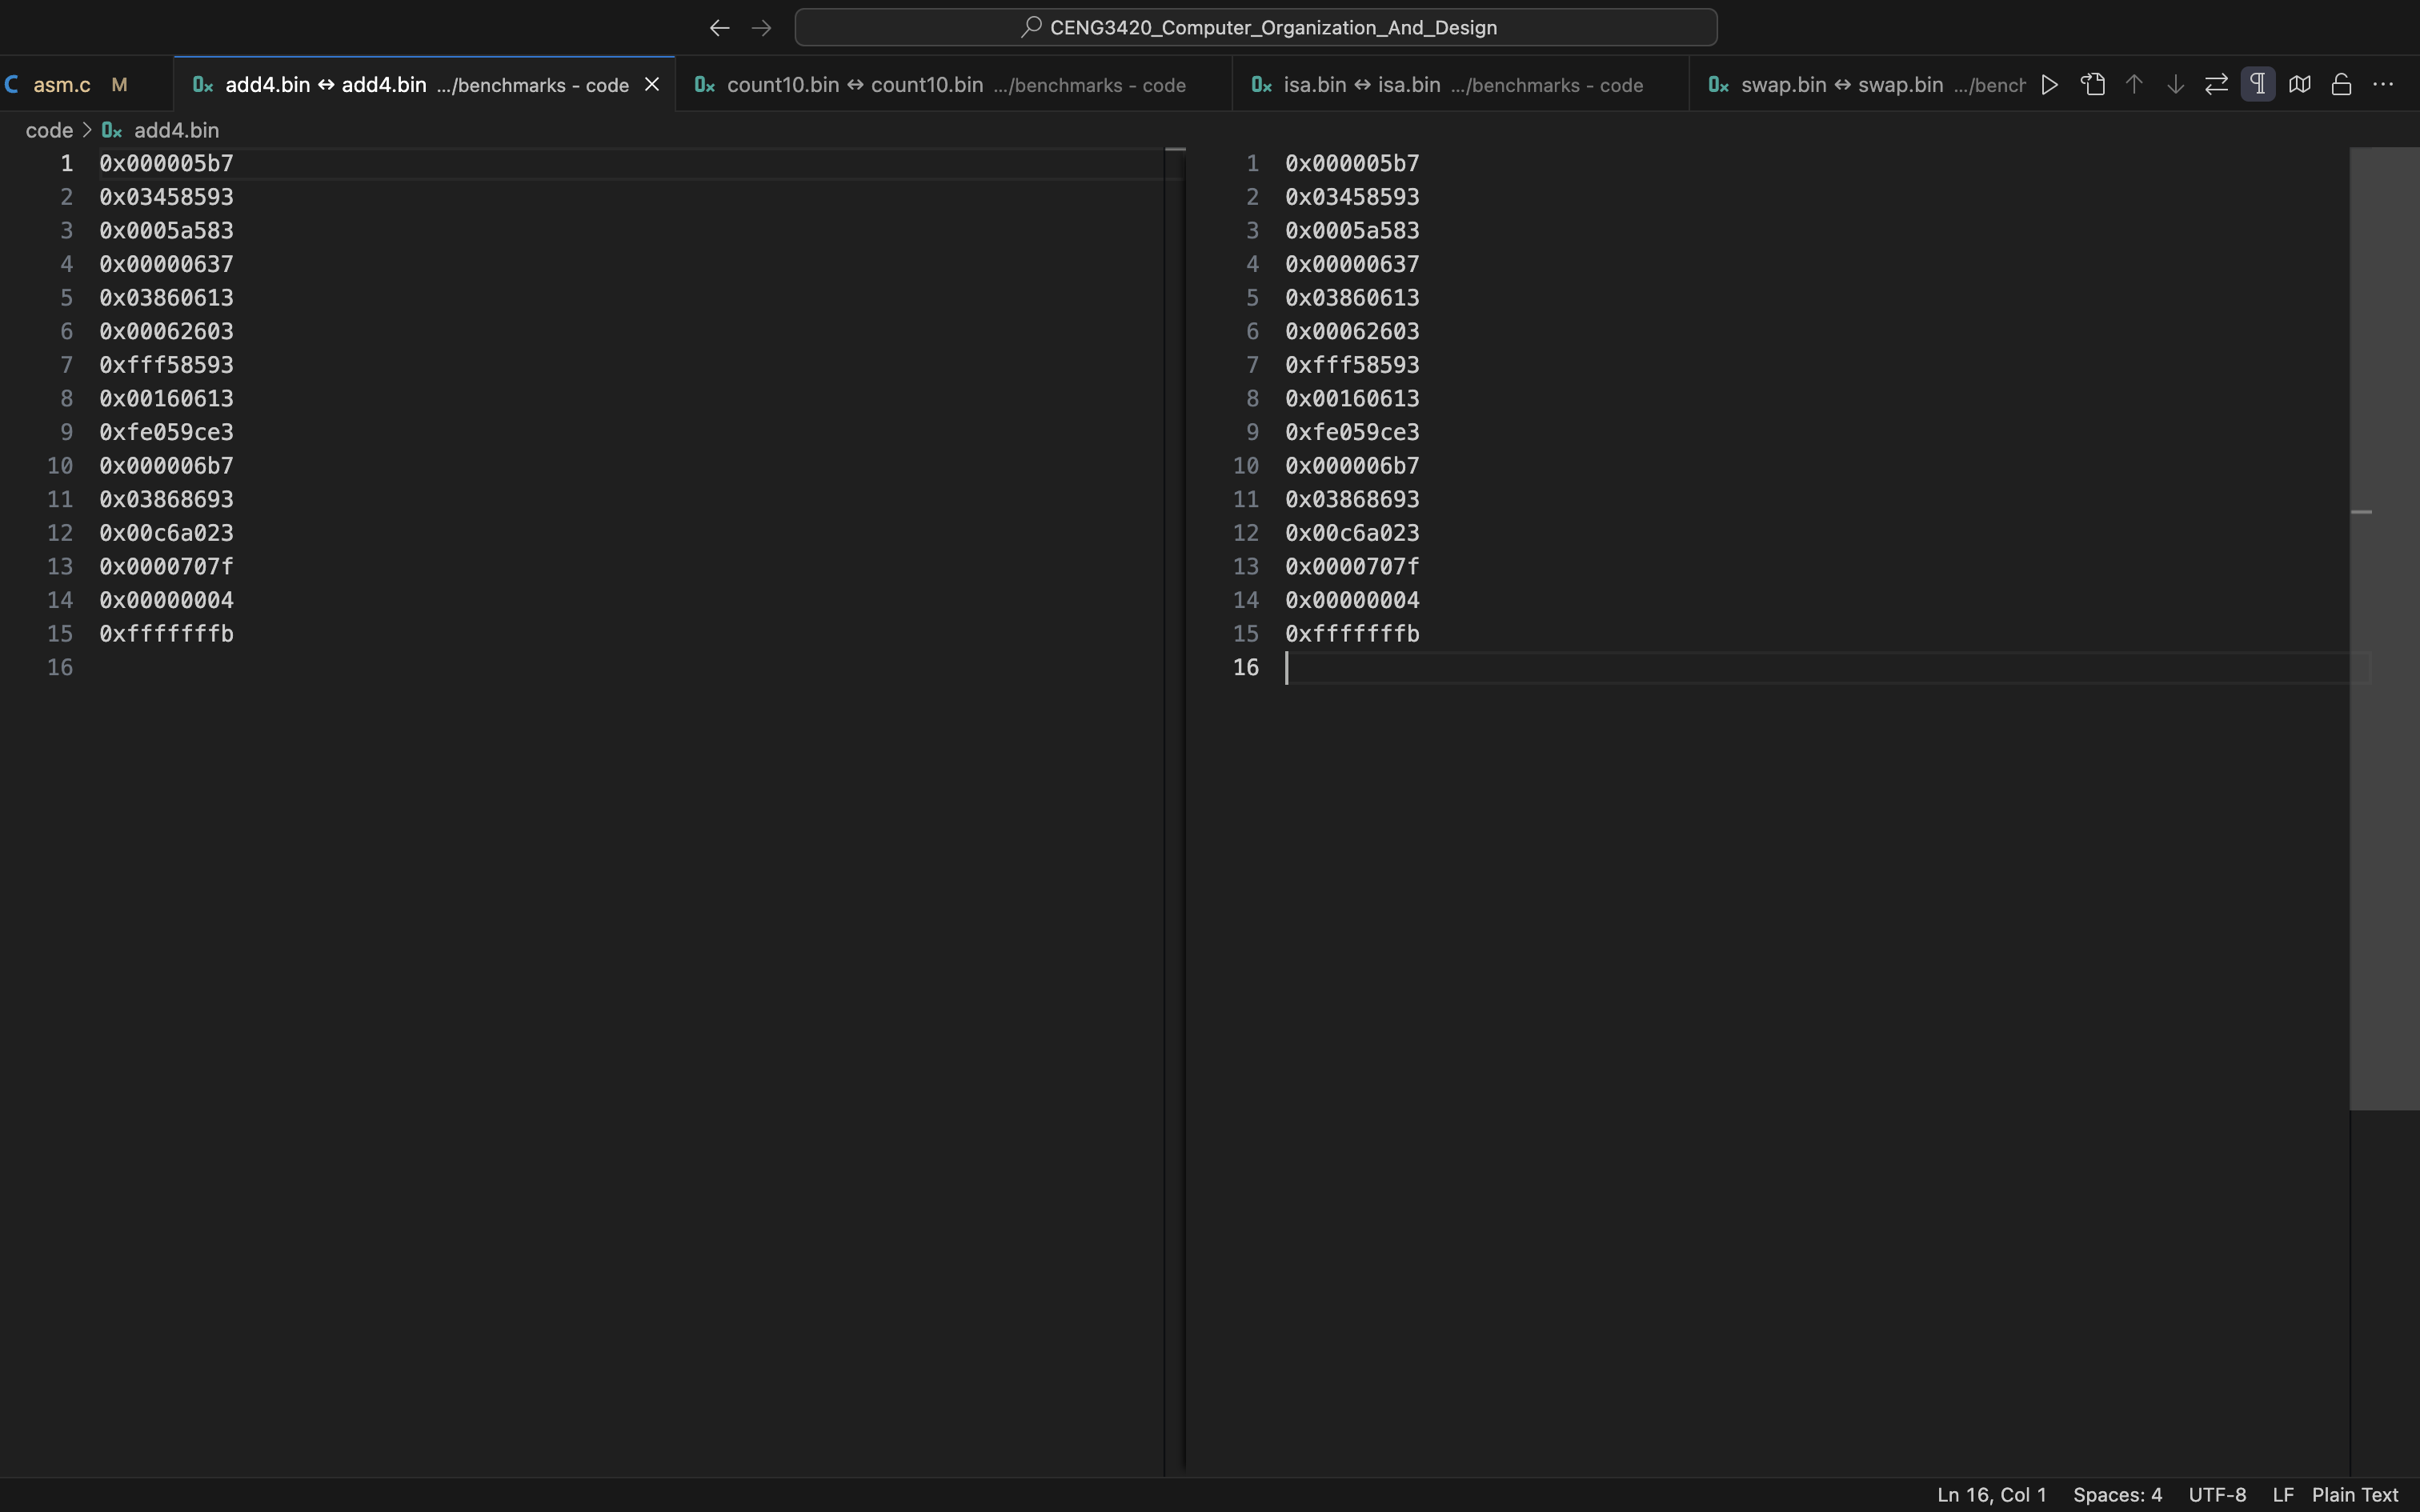 CENG3420_Computer_Organization_And_Design
asm.c M add4.bin ↔ add4.bin .../benchmarks - code count10.bin ↔ count10.bin .../benchmarks - code isa.bin ↔ isa.bin .../benchmarks - code swap.bin ↔ swap.bin .../bench
code > add4.bin
1 0x000005b7 1 0x000005b7
2 0x03458593 2 0x03458593
3 0x0005a583 3 0x0005a583
4 0x00000637 4 0x00000637
5 0x03860613 5 0x03860613
6 0x00062603 6 0x00062603
7 0xfff58593 7 0xfff58593
8 0x00160613 8 0x00160613
9 0xfe059ce3 9 0xfe059ce3
10 0x000006b7 10 0x000006b7
11 0x03868693 11 0x03868693
12 0x00c6a023 12 0x00c6a023
13 0x0000707f 13 0x0000707f
14 0x00000004 14 0x00000004
15 0xfffffffb 15 0xfffffffb
16 16
Ln 16, Col 1 Spaces: 4 UTF-8 LF Plain Text